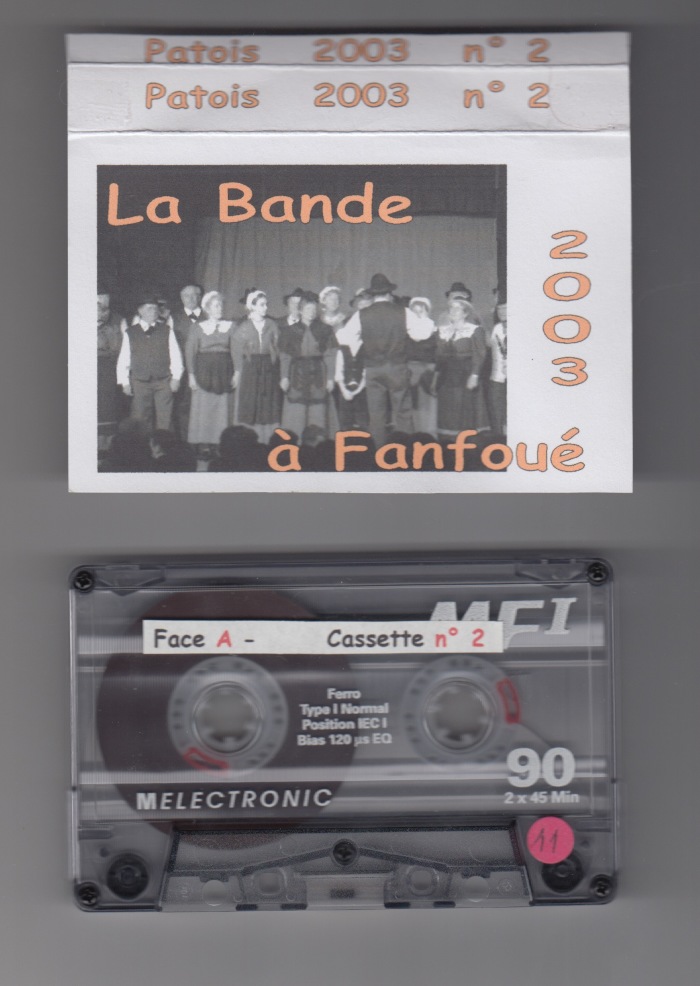 Patois 2003 n° 2
Patois 2003 n° 2
La Bande
2003
à Fanfoué
MFI
Face A - Cassette n° 2
Ferro
Type I Normal
Position IEC I
Bias 120 µs EQ
90
2 x 45 Min
MELECTRONIC
11